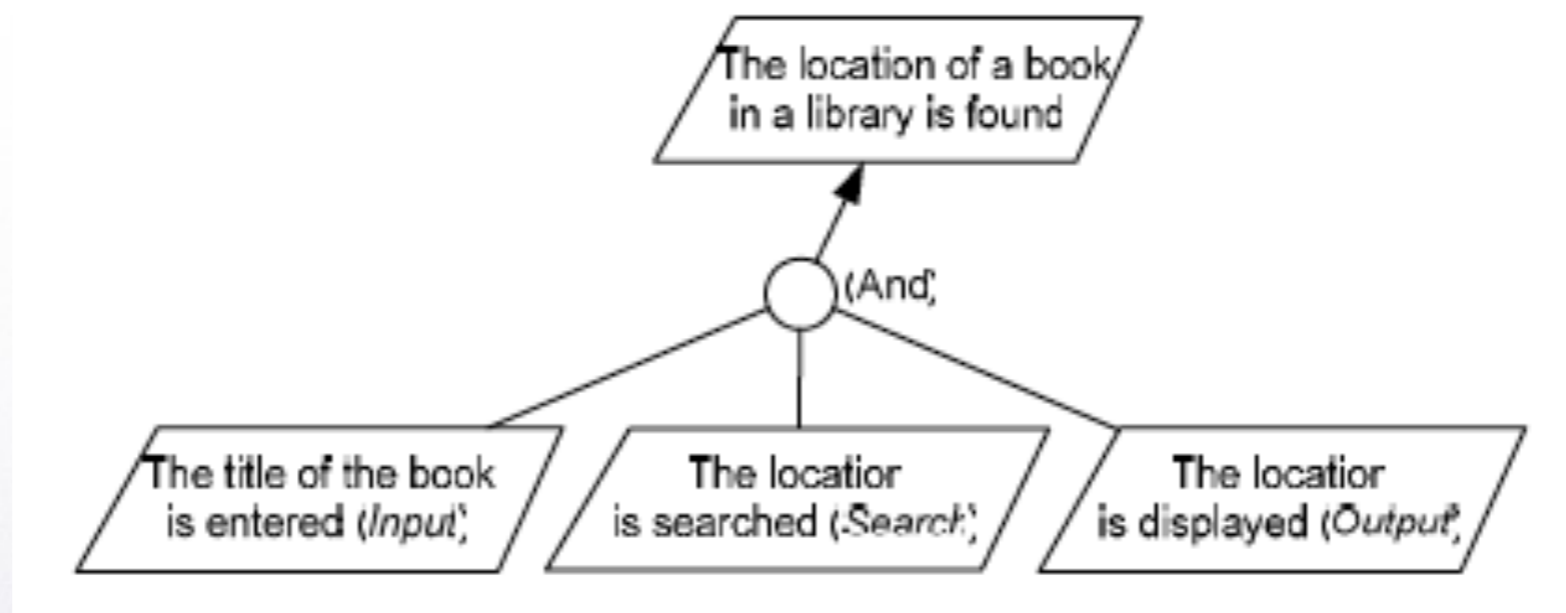 The location of a book
in a library is found
(And)
The title of the book
is entered (Input)
The location
is searched (Search)
The location
is displayed (Output)